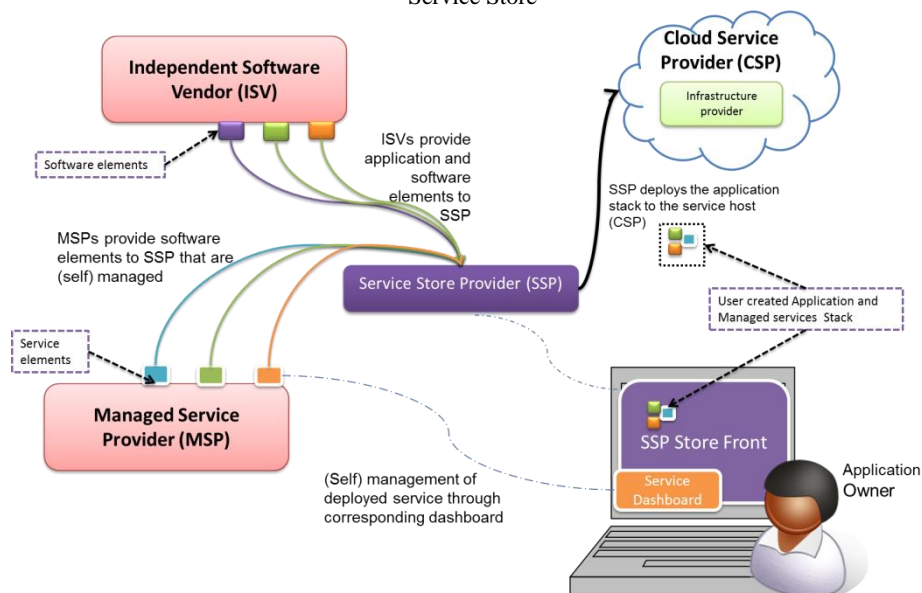 Service Store
Independent Software
Vendor (ISV)
Software elements
ISVs provide
application and
software
elements to
SSP
Cloud Service
Provider (CSP)
Infrastructure
provider
SSP deploys the application
stack to the service host
(CSP)
MSPs provide software
elements to SSP that are
(self) managed
Service Store Provider (SSP)
User created Application and
Managed services Stack
Service
elements
Managed Service
Provider (MSP)
(Self) management of
deployed service through
corresponding dashboard
SSP Store Front
Service
Dashboard
Application
Owner